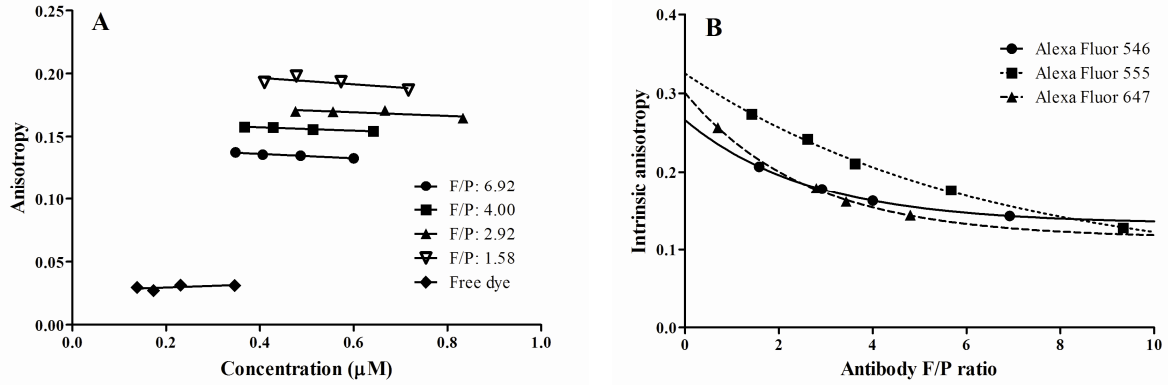 A
0.25
0.20
0.15
0.10
0.05
0.00
Anisotropy
0.0 0.2 0.4 0.6 0.8 1.0
Concentration (µM)
F/P: 6.92
F/P: 4.00
F/P: 2.92
F/P: 1.58
Free dye
B
0.4
0.3
0.2
0.1
0.0
Intrinsic anisotropy
0 2 4 6 8 10
Antibody F/P ratio
Alexa Fluor 546
Alexa Fluor 555
Alexa Fluor 647